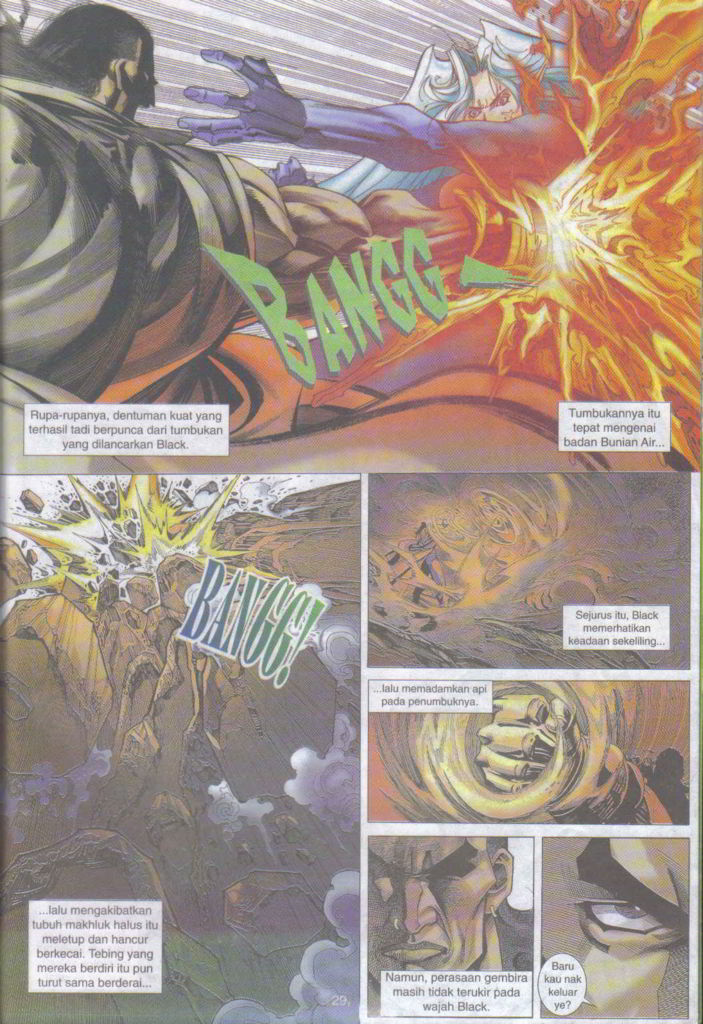 BANGG
Rupa-rupanya, dentuman kuat yang
terhasil tadi berpunca dari tumbukan
yang dilancarkan Black.
Tumbukannya itu
tepat mengenai
badan Bunian Air...
BANGG!
...lalu mengakibatkan
tubuh makhluk halus itu
meletup dan hancur
berkecai. Tebing yang
mereka berdiri itu pun
turut sama berderai...
Sejurus itu, Black
memerhatikan
keadaan sekeliling...
...lalu memadamkan api
pada penumbuknya.
Namun, perasaan gembira
masih tidak terukir pada
wajah Black.
Baru
kau nak
keluar
ye?
29